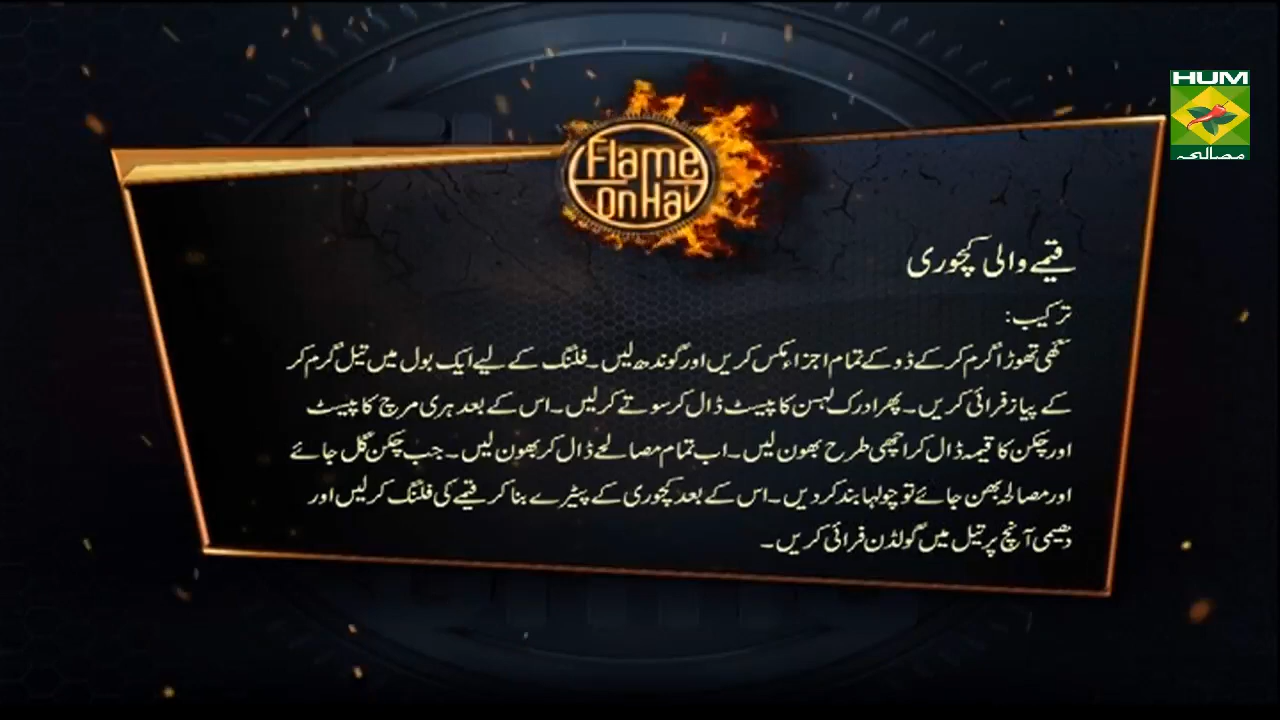 HUM
مصالحہ
Flame
on Hai
قیمے والی کچوری
ترکیب:
گھی تھوڑا گرم کر کے ڈو کے تمام اجزاء مکس کریں اور گوندھ لیں۔ فلنگ کے لیے ایک بول میں تیل گرم کر
کے پیاز فرائی کریں۔ پھر ادرک لہسن کا پیسٹ ڈال کر سوتے کر لیں۔ اس کے بعد ہری مرچ کا پیسٹ
اور چکن کا قیمہ ڈال کر اچھی طرح بھون لیں۔ اب تمام مصالحے ڈال کر بھون لیں۔ جب چکن گل جائے
اور مصالحہ بھن جائے تو چولہا بند کر دیں۔ اس کے بعد کچوری کے پیڑے بنا کر قیمے کی فلنگ کر لیں اور
دھیمی آنچ پر تیل میں گولڈن فرائی کریں۔